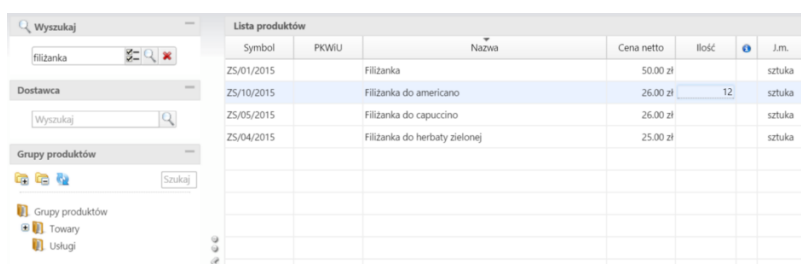 Wyszukaj
filiżanka
Dostawca
Wyszukaj
Grupy produktów
Szukaj
Grupy produktów
Towary
Usługi
Lista produktów
Symbol PKWiU Nazwa Cena netto Ilość J.m.
ZS/01/2015 Filiżanka 50.00 zł sztuka
ZS/10/2015 Filiżanka do americano 26.00 zł 12 sztuka
ZS/05/2015 Filiżanka do capuccino 26.00 zł sztuka
ZS/04/2015 Filiżanka do herbaty zielonej 25.00 zł sztuka